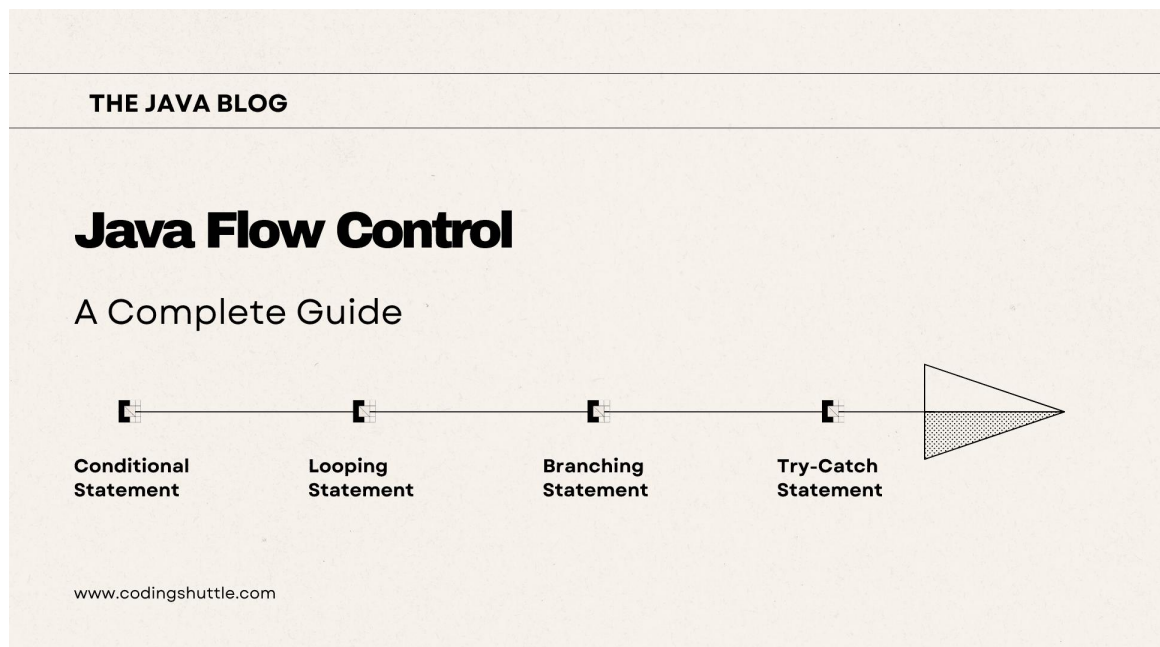 THE JAVA BLOG
Java Flow Control
A Complete Guide
Conditional
Statement
Looping
Statement
Branching
Statement
Try-Catch
Statement
www.codingshuttle.com